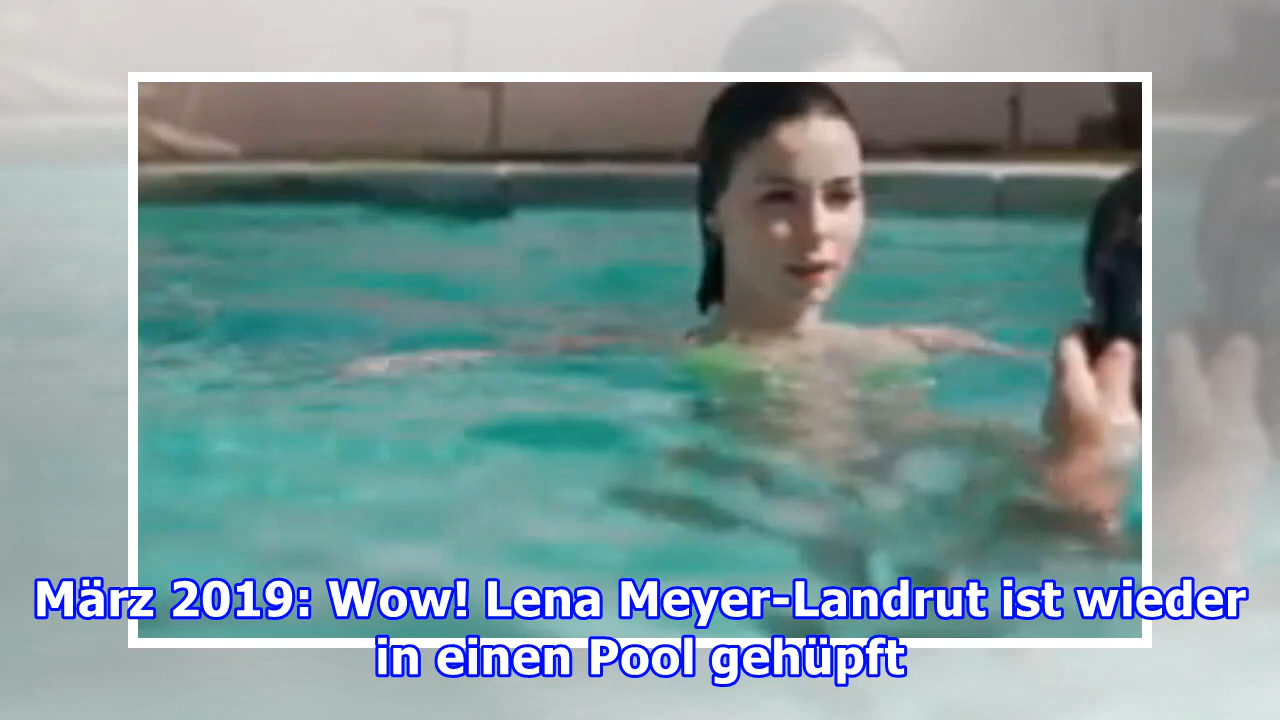 März 2019: Wow! Lena Meyer-Landrut ist wieder
in einen Pool gehüpft